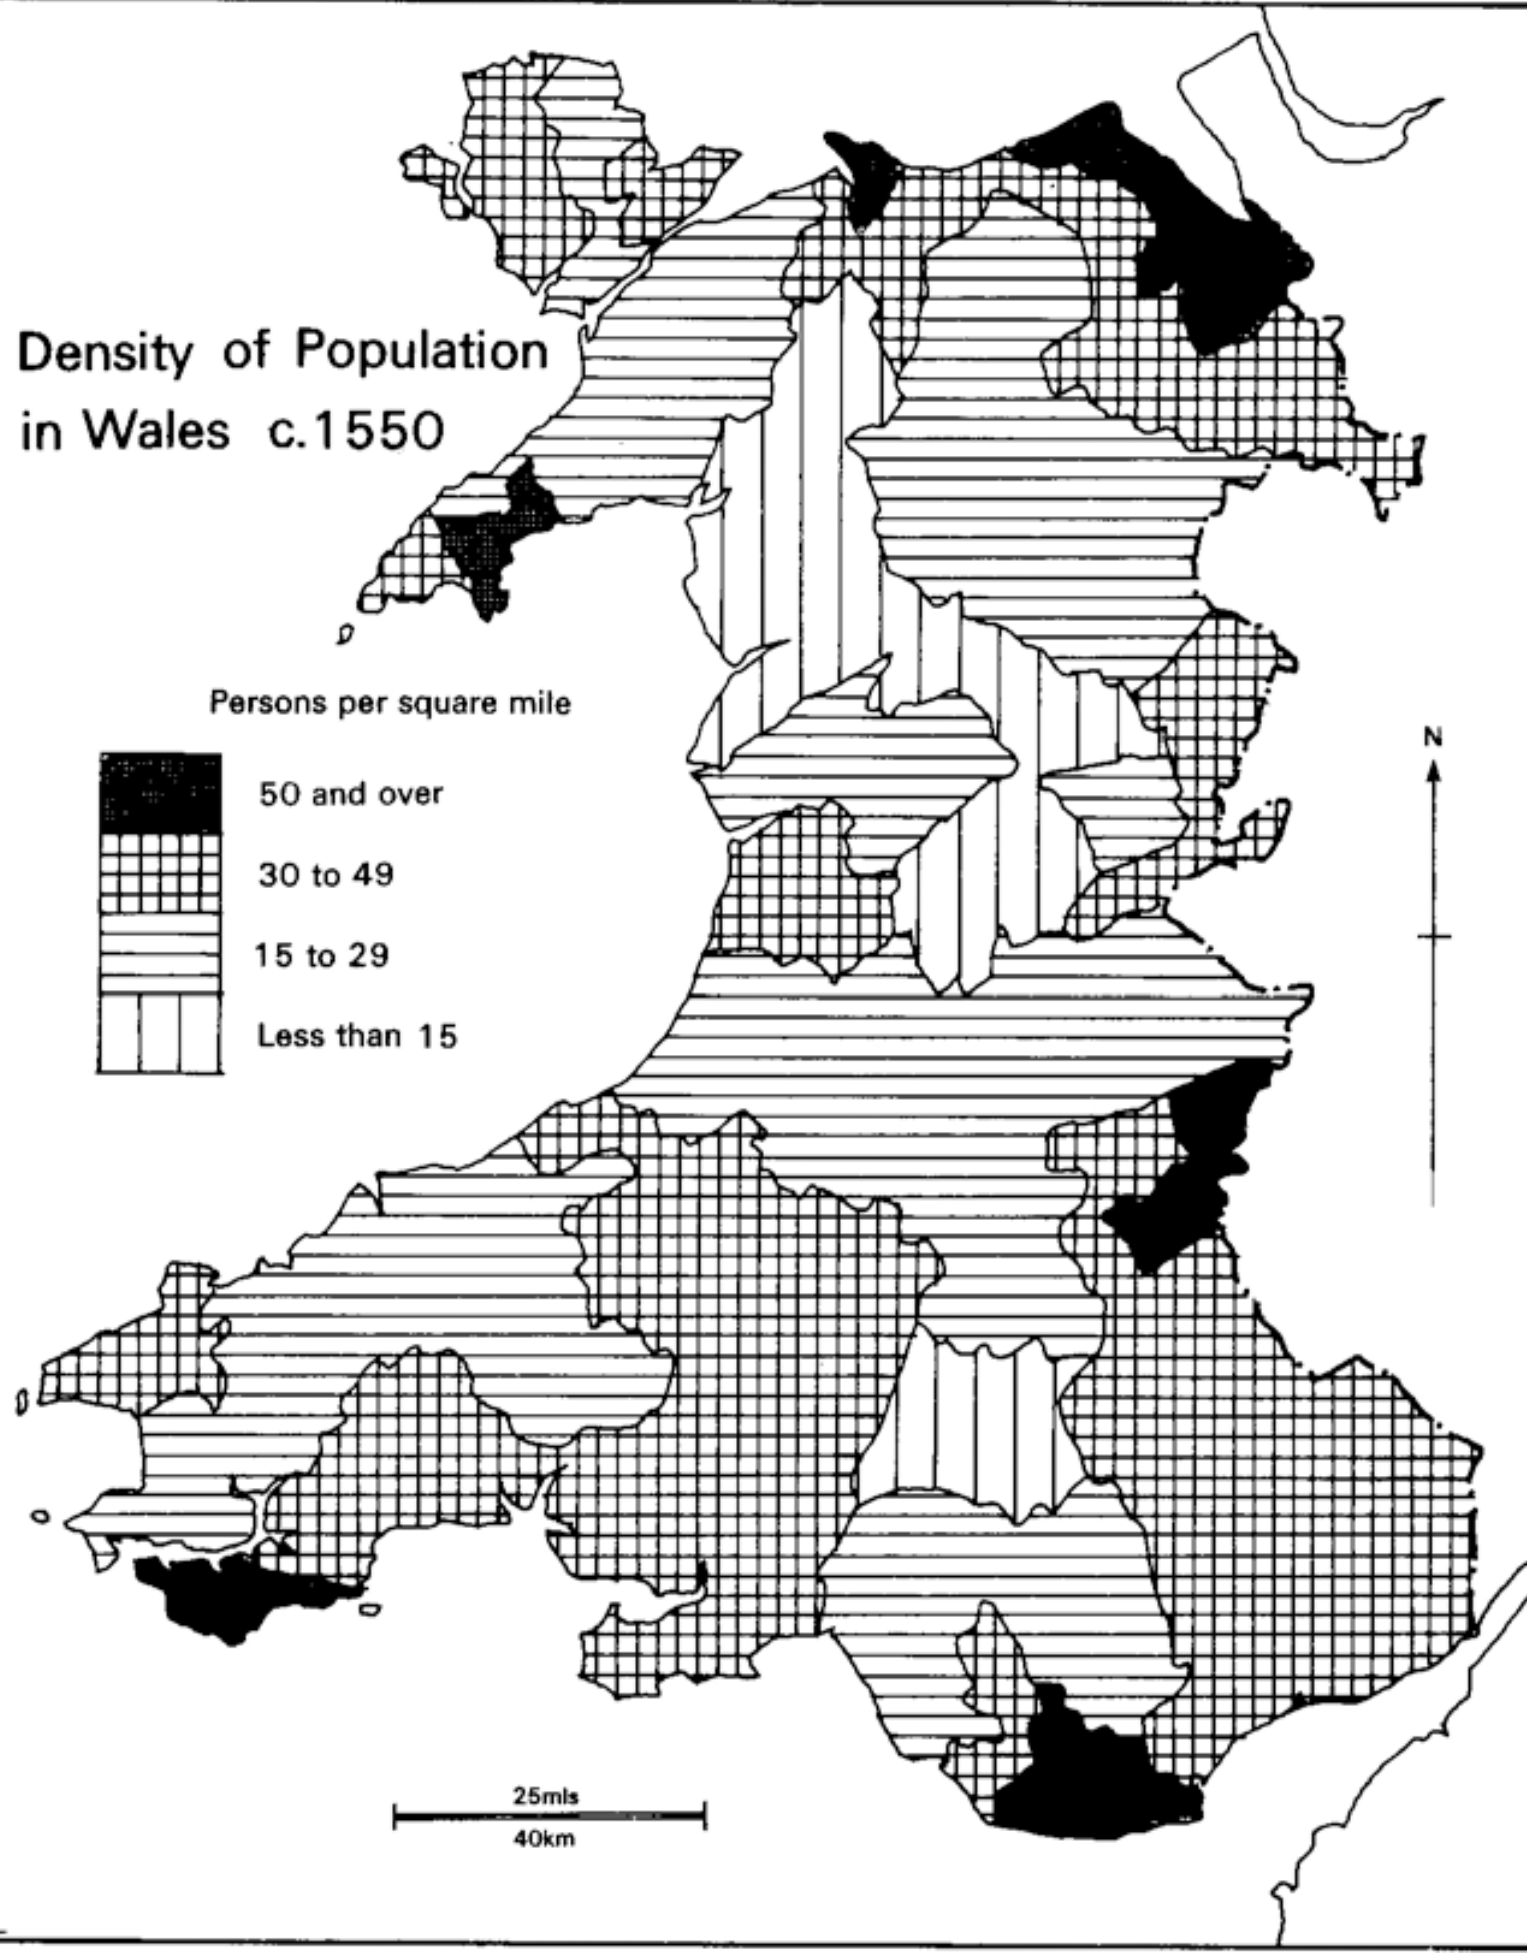 Density of Population
in Wales c.1550
Persons per square mile
50 and over
30 to 49
15 to 29
Less than 15
N
25mls
40km